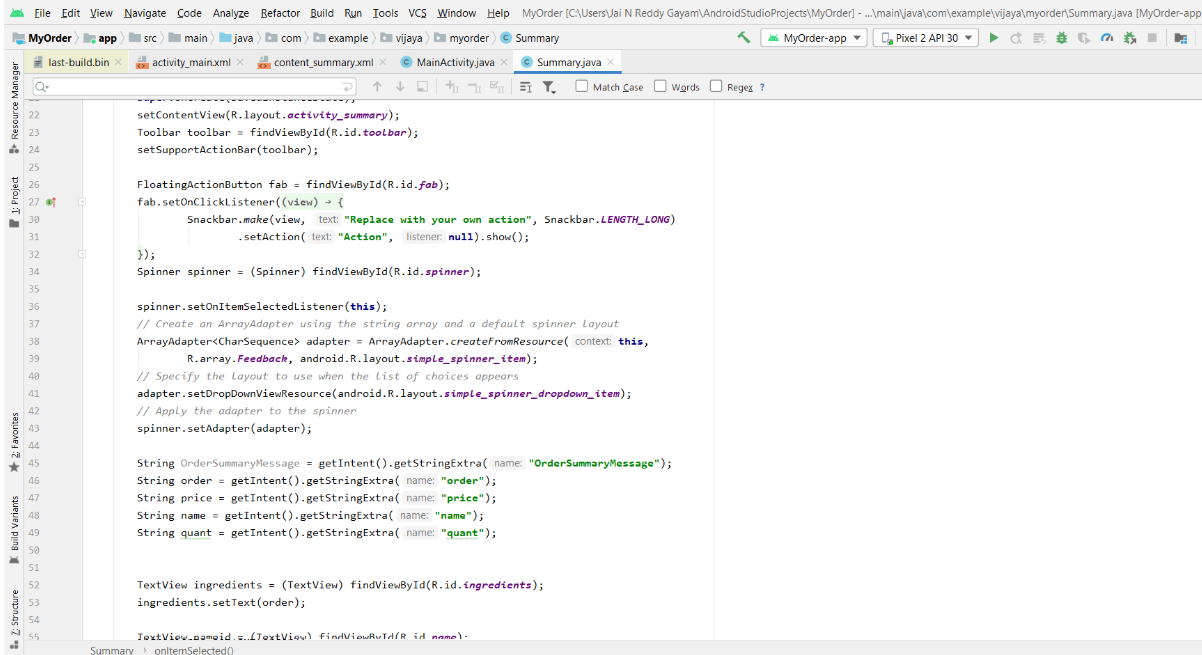 File Edit View Navigate Code Analyze Refactor Build Run Tools VCS Window Help MyOrder [C:\Users\Jai N Reddy Gayam\AndroidStudioProjects\MyOrder] - ...\main\java\com\example\vijaya\myorder\Summary.java [MyOrder-app]
MyOrder app src main java com example vijaya myorder Summary MyOrder-app Pixel 2 API 30
last-build.bin activity_main.xml content_summary.xml MainActivity.java Summary.java
Match Case Words Regex ?
Resource Manager
1: Project
2: Favorites
Build Variants
7: Structure
22 setContentView(R.layout.activity_summary);
23 Toolbar toolbar = findViewById(R.id.toolbar);
24 setSupportActionBar(toolbar);
25
26 FloatingActionButton fab = findViewById(R.id.fab);
27 fab.setOnClickListener((view) → {
30 Snackbar.make(view, text: "Replace with your own action", Snackbar.LENGTH_LONG)
31 .setAction( text: "Action", listener: null).show();
32 });
34 Spinner spinner = (Spinner) findViewById(R.id.spinner);
35
36 spinner.setOnItemSelectedListener(this);
37 // Create an ArrayAdapter using the string array and a default spinner layout
38 ArrayAdapter<CharSequence> adapter = ArrayAdapter.createFromResource( context: this,
39 R.array.Feedback, android.R.layout.simple_spinner_item);
40 // Specify the layout to use when the list of choices appears
41 adapter.setDropDownViewResource(android.R.layout.simple_spinner_dropdown_item);
42 // Apply the adapter to the spinner
43 spinner.setAdapter(adapter);
44
45 String OrderSummaryMessage = getIntent().getStringExtra( name: "OrderSummaryMessage");
46 String order = getIntent().getStringExtra( name: "order");
47 String price = getIntent().getStringExtra( name: "price");
48 String name = getIntent().getStringExtra( name: "name");
49 String quant = getIntent().getStringExtra( name: "quant");
50
51
52 TextView ingredients = (TextView) findViewById(R.id.ingredients);
53 ingredients.setText(order);
54
55 TextView nameid = (TextView) findViewById(R.id.name);
Summary onItemSelected()